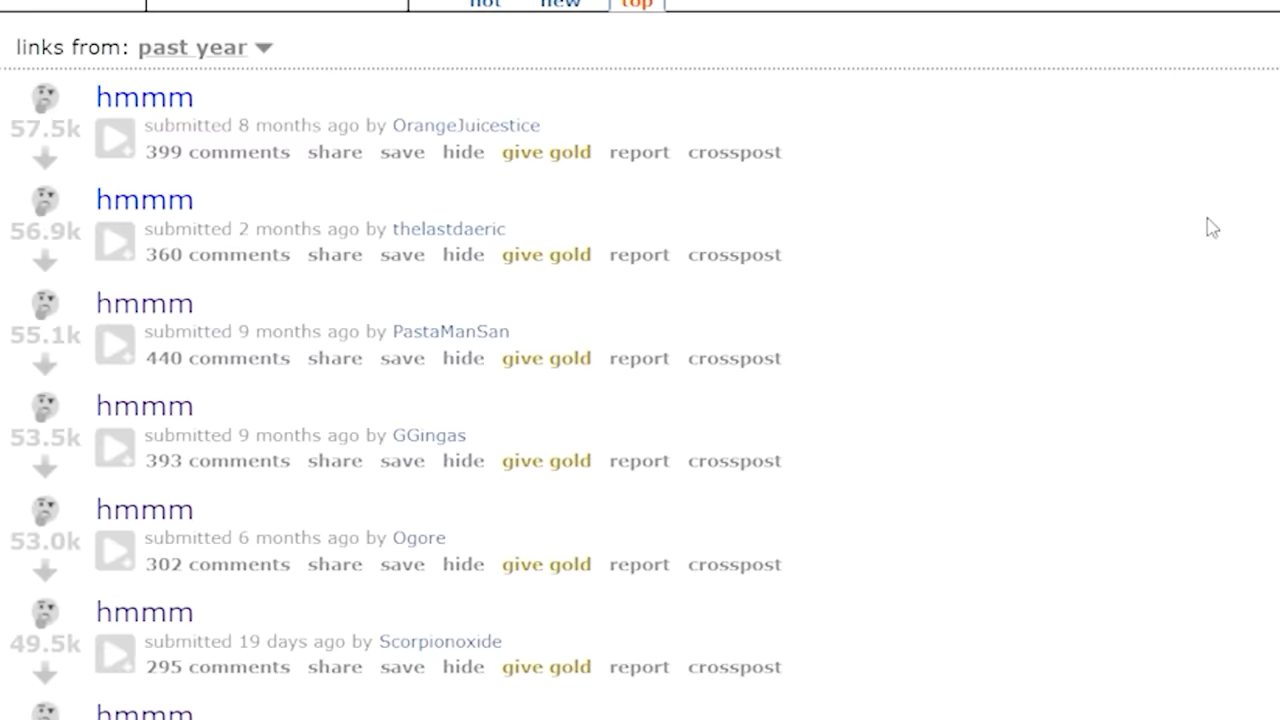 hot new top
links from: past year
hmmm
57.5k
submitted 8 months ago by OrangeJuicestice
399 comments share save hide give gold report crosspost
hmmm
56.9k
submitted 2 months ago by thelastdaeric
360 comments share save hide give gold report crosspost
hmmm
55.1k
submitted 9 months ago by PastaManSan
440 comments share save hide give gold report crosspost
hmmm
53.5k
submitted 9 months ago by GGingas
393 comments share save hide give gold report crosspost
hmmm
53.0k
submitted 6 months ago by Ogore
302 comments share save hide give gold report crosspost
hmmm
49.5k
submitted 19 days ago by Scorpionoxide
295 comments share save hide give gold report crosspost
hmmm